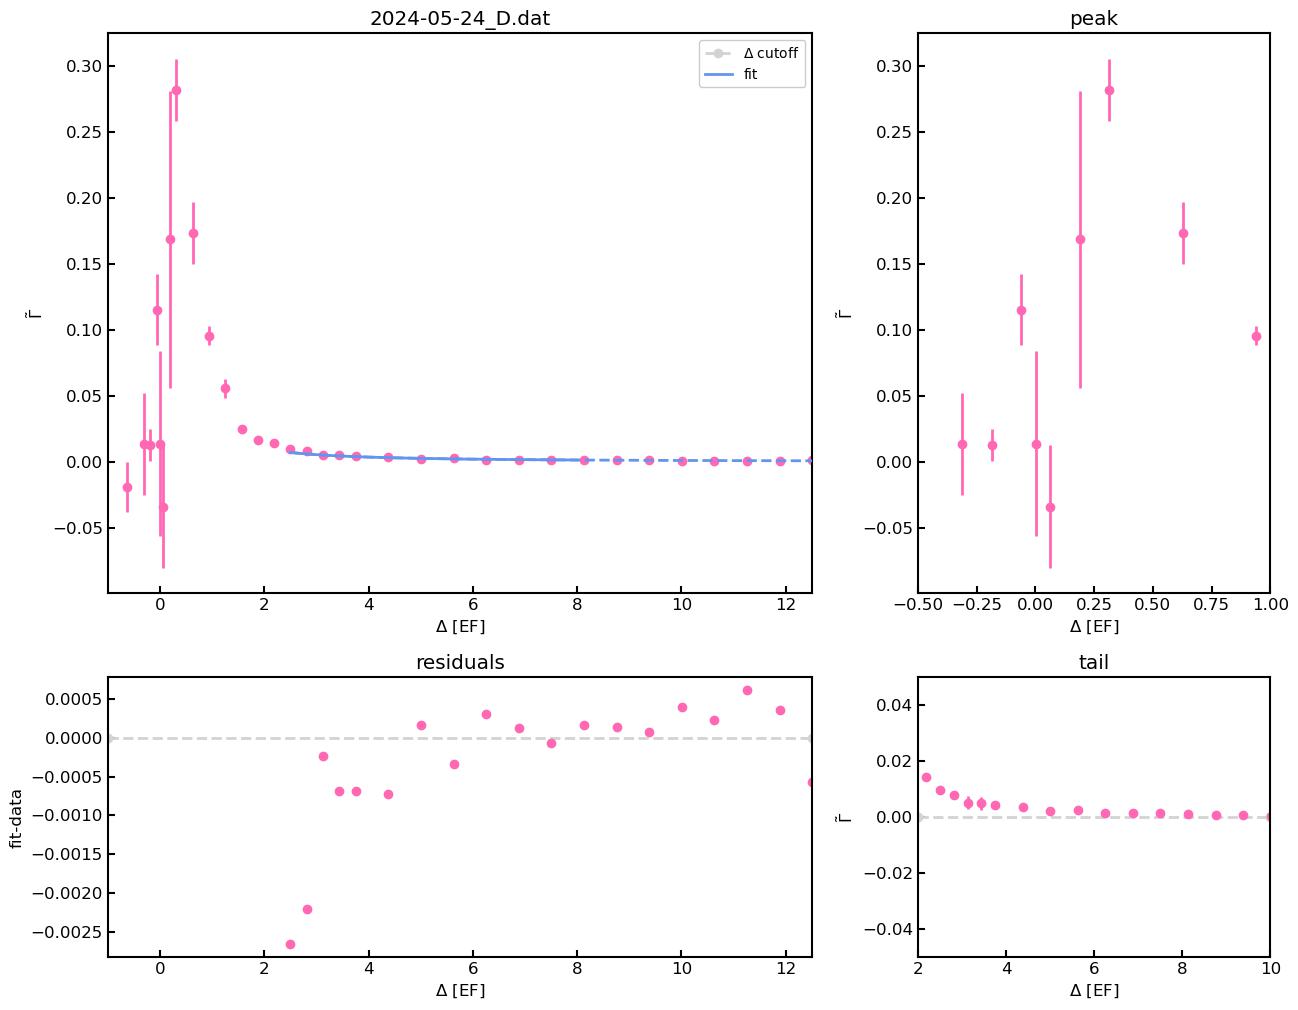 2024-05-24_D.dat
0.30
0.25
0.20
0.15
0.10
0.05
0.00
−0.05
Γ̃
0 2 4 6 8 10 12
Δ [EF]
Δ cutoff
fit
peak
0.30
0.25
0.20
0.15
0.10
0.05
0.00
−0.05
Γ̃
−0.50 −0.25 0.00 0.25 0.50 0.75 1.00
Δ [EF]
residuals
0.0005
0.0000
−0.0005
−0.0010
−0.0015
−0.0020
−0.0025
fit-data
0 2 4 6 8 10 12
Δ [EF]
tail
0.04
0.02
0.00
−0.02
−0.04
Γ̃
2 4 6 8 10
Δ [EF]